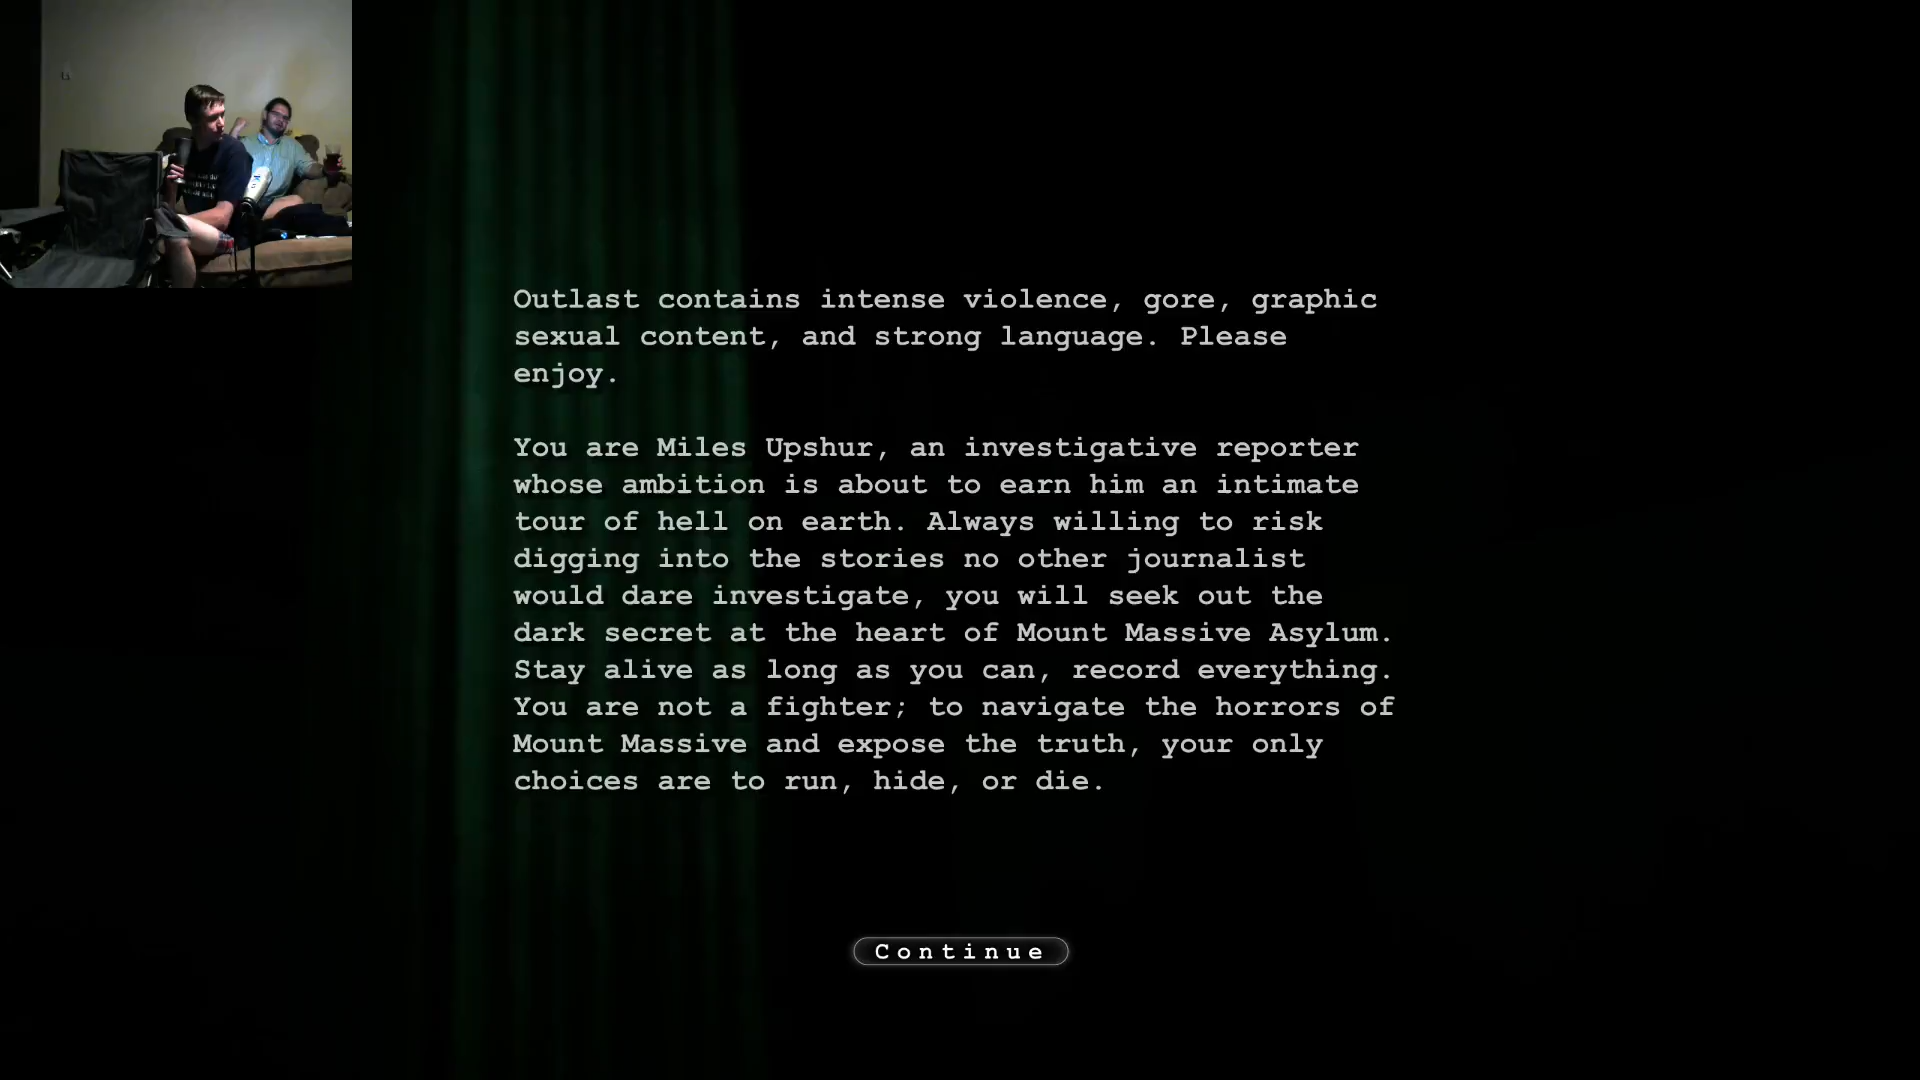 Outlast contains intense violence, gore, graphic
sexual content, and strong language. Please
enjoy.
You are Miles Upshur, an investigative reporter
whose ambition is about to earn him an intimate
tour of hell on earth. Always willing to risk
digging into the stories no other journalist
would dare investigate, you will seek out the
dark secret at the heart of Mount Massive Asylum.
Stay alive as long as you can, record everything.
You are not a fighter; to navigate the horrors of
Mount Massive and expose the truth, your only
choices are to run, hide, or die.
Continue